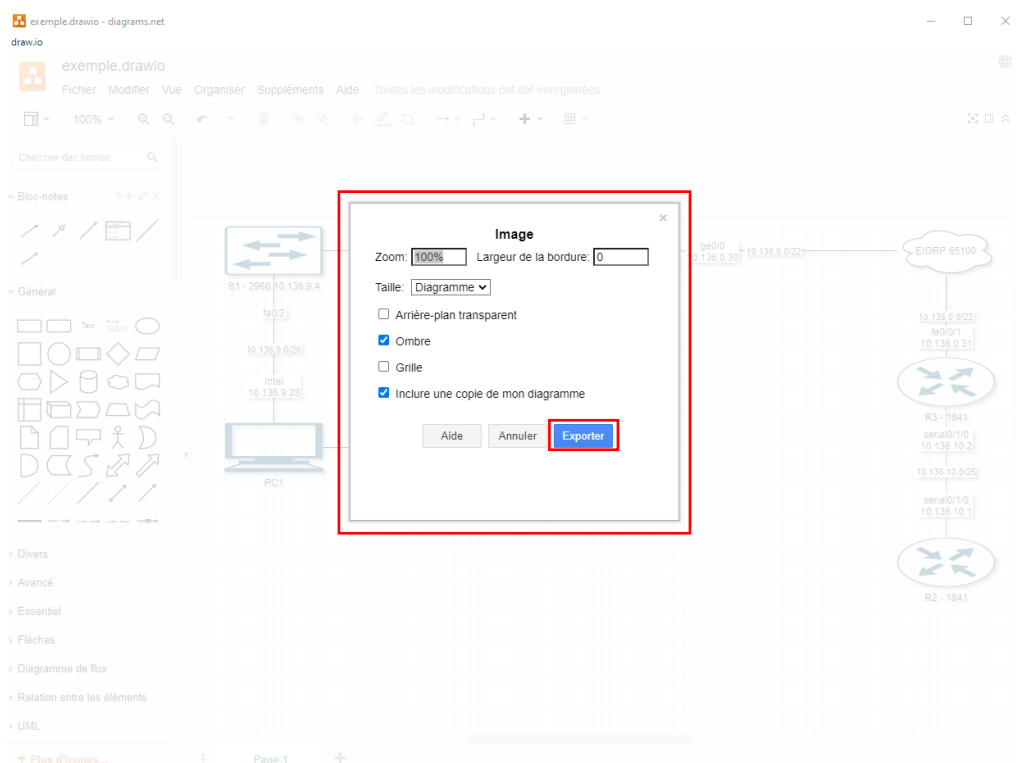 exemple.drawio - diagrams.net
draw.io
exemple.drawio
Fichier Modifier Vue Organiser Suppléments Aide Toutes les modifications ont été enregistrées
100%
Chercher des formes
Bloc-notes
?
Général
Text
Divers
Avancé
Essentiel
Flèches
Diagramme de flux
Relation entre les éléments
UML
+ Plus d'icones...
Page-1
S1 - 2960 10.136.9.4
fa0/2
10.136.9.0/26
Intel
10.136.9.28
PC1
Image
Zoom: 100% Largeur de la bordure: 0
Taille: Diagramme
Arrière-plan transparent
Ombre
Grille
Inclure une copie de mon diagramme
Aide Annuler Exporter
ge0/0
10.136.0.30
10.136.0.0/22
EIGRP 65100
10.136.0.0/22
fe0/0/1
10.136.0.31
R3 - 1841
serial0/1/0
10.136.10.2
10.136.10.0/25
serial0/1/0
10.136.10.1
R2 - 1841